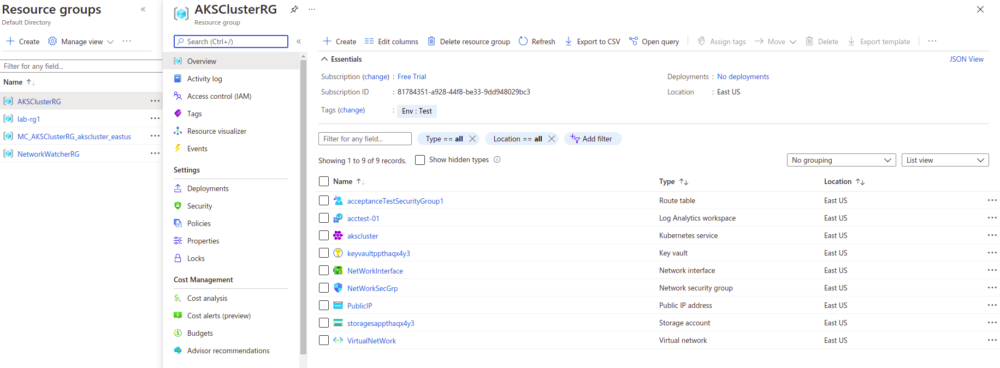 Resource groups
Default Directory
Create
Manage view
Filter for any field...
Name
AKSClusterRG
lab-rg1
MC_AKSClusterRG_akscluster_eastus
NetworkWatcherRG
AKSClusterRG
Resource group
Search (Ctrl+/)
Overview
Activity log
Access control (IAM)
Tags
Resource visualizer
Events
Settings
Deployments
Security
Policies
Properties
Locks
Cost Management
Cost analysis
Cost alerts (preview)
Budgets
Advisor recommendations
Create Edit columns Delete resource group Refresh Export to CSV Open query Assign tags Move Delete Export template
Essentials JSON View
Subscription (change) : Free Trial Deployments : No deployments
Subscription ID : 81784351-a928-44f8-be33-9dd948029bc3 Location : East US
Tags (change) : Env : Test
Filter for any field... Type == all Location == all Add filter
Showing 1 to 9 of 9 records. Show hidden types No grouping List view
Name Type Location
acceptanceTestSecurityGroup1 Route table East US
acctest-01 Log Analytics workspace East US
akscluster Kubernetes service East US
keyvaultppthaqx4y3 Key vault East US
NetWorkInterface Network interface East US
NetWorkSecGrp Network security group East US
PublicIP Public IP address East US
storagesappthaqx4y3 Storage account East US
VirtualNetWork Virtual network East US